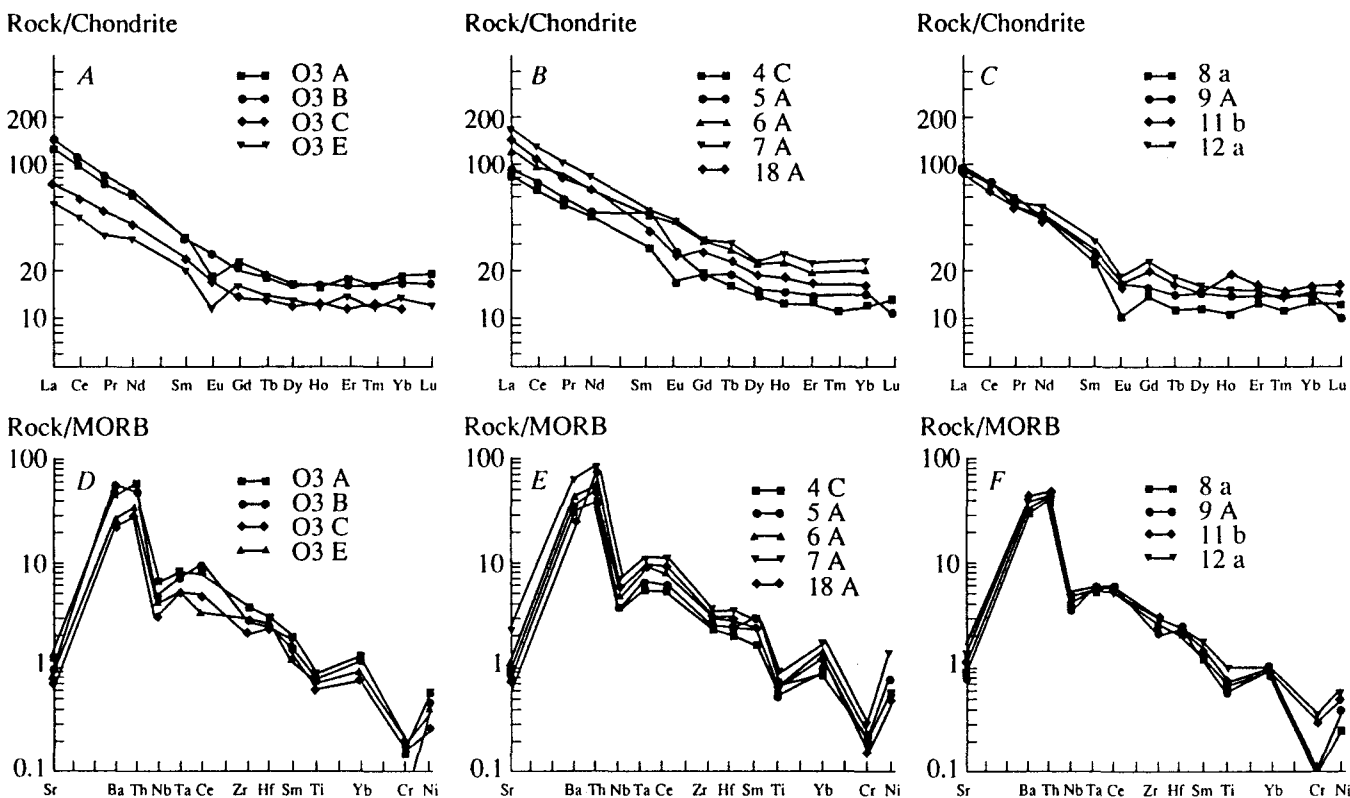 Rock/Chondrite
A
O3 A
O3 B
O3 C
O3 E
200
100
20
10
La Ce Pr Nd Sm Eu Gd Tb Dy Ho Er Tm Yb Lu
Rock/Chondrite
B
4 C
5 A
6 A
7 A
18 A
200
100
20
10
La Ce Pr Nd Sm Eu Gd Tb Dy Ho Er Tm Yb Lu
Rock/Chondrite
C
8 a
9 A
11 b
12 a
200
100
20
10
La Ce Pr Nd Sm Eu Gd Tb Dy Ho Er Tm Yb Lu
Rock/MORB
100
D
O3 A
O3 B
O3 C
O3 E
10
1
0.1
Sr Ba Th Nb Ta Ce Zr Hf Sm Ti Yb Cr Ni
Rock/MORB
100
E
4 C
5 A
6 A
7 A
18 A
10
1
0.1
Sr Ba Th Nb Ta Ce Zr Hf Sm Ti Yb Cr Ni
Rock/MORB
100
F
8 a
9 A
11 b
12 a
10
1
0.1
Sr Ba Th Nb Ta Ce Zr Hf Sm Ti Yb Cr Ni